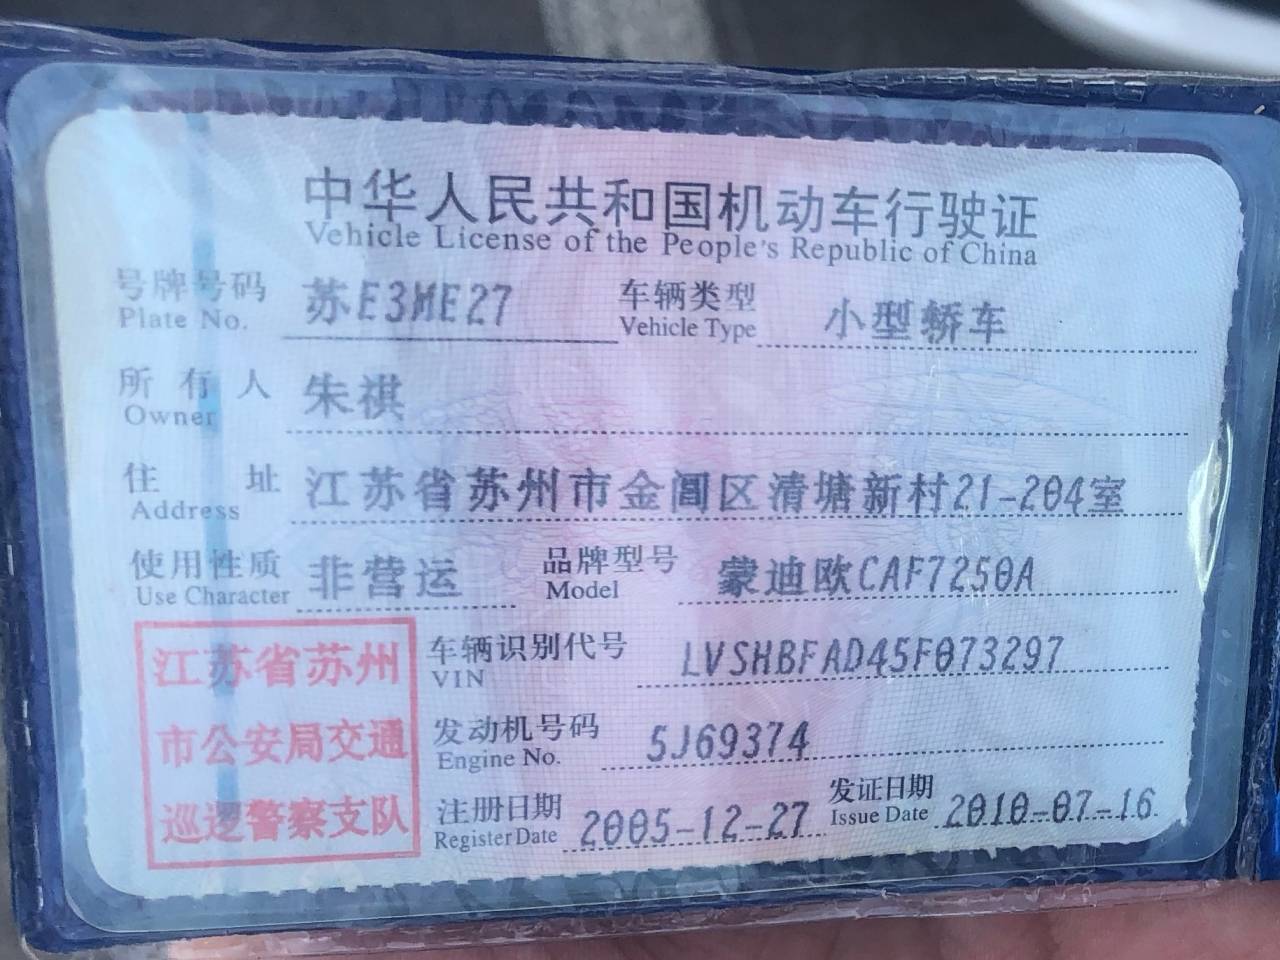 中华人民共和国机动车行驶证
Vehicle License of the People's Republic of China
号牌号码 苏E3ME27 车辆类型 小型轿车
Plate No. Vehicle Type
所有人 朱祺
Owner
住址 江苏省苏州市金阊区清塘新村21-204室
Address
使用性质 非营运 品牌型号 蒙迪欧CAF7250A
Use Character Model
车辆识别代号 LVSHBFAD45F073297
VIN
发动机号码 5J69374
Engine No.
注册日期 2005-12-27 发证日期 2010-07-16
Register Date Issue Date
江苏省苏州
市公安局交通
巡逻警察支队